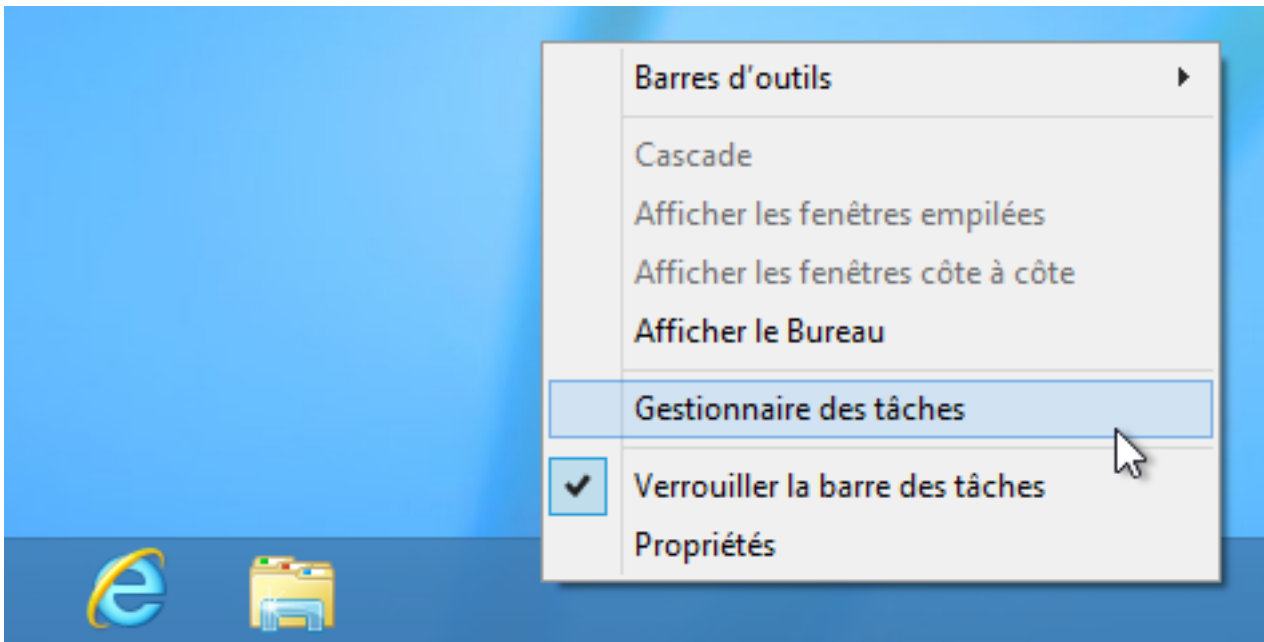 Barres d'outils
Cascade
Afficher les fenêtres empilées
Afficher les fenêtres côte à côte
Afficher le Bureau
Gestionnaire des tâches
Verrouiller la barre des tâches
Propriétés